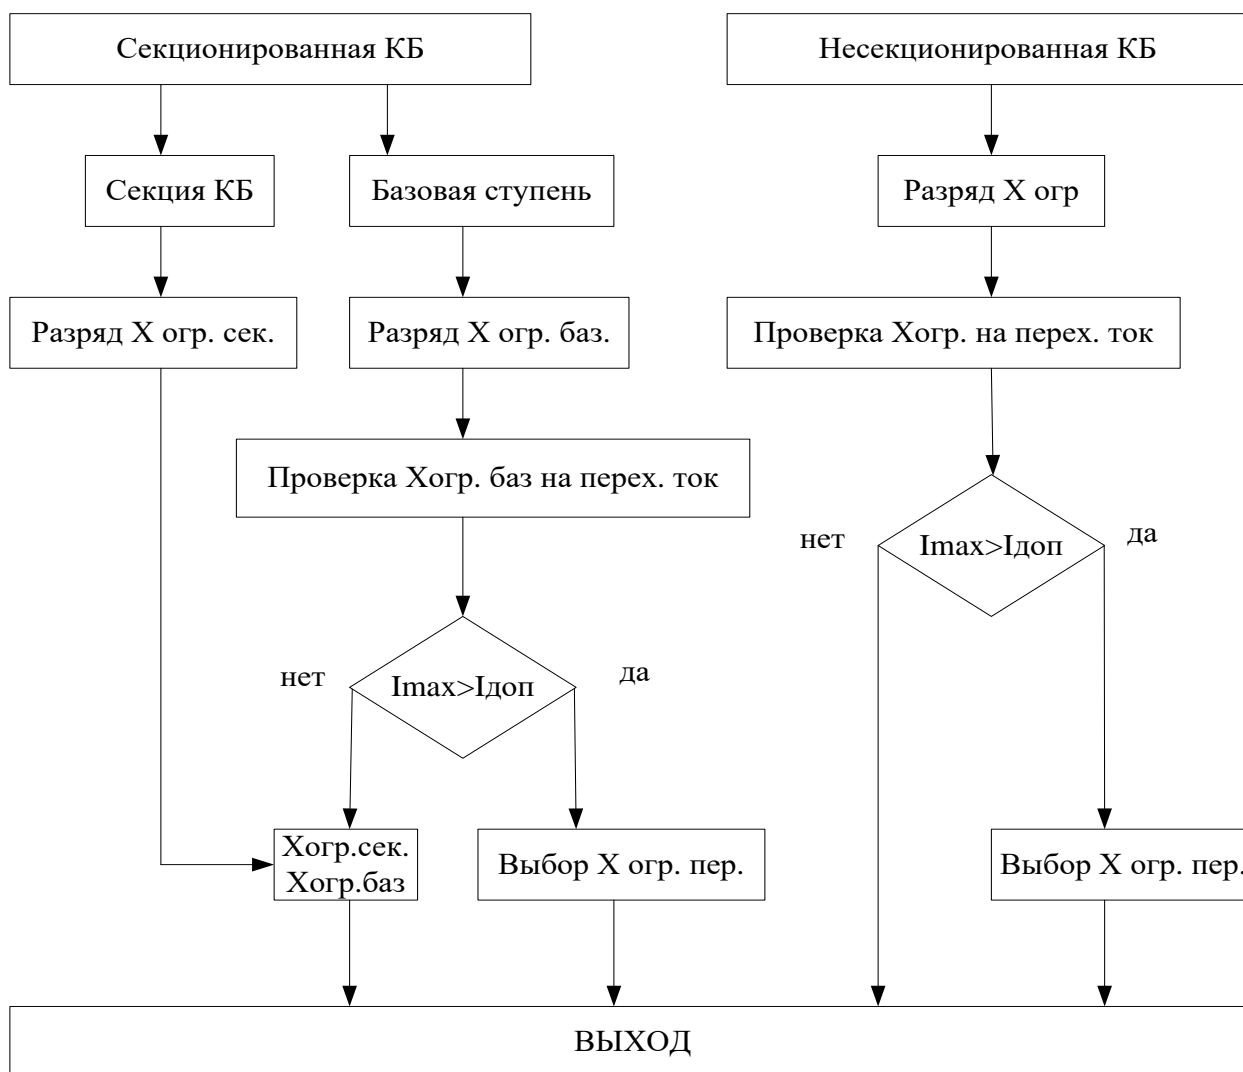 Секционированная КБ
Несекционированная КБ
Секция КБ
Базовая ступень
Разряд X огр
Разряд X огр. сек.
Разряд X огр. баз.
Проверка Xогр. на перех. ток
Проверка Xогр. баз на перех. ток
нет
Imax>Iдоп
да
нет
Imax>Iдоп
да
Xогр.сек.
Xогр.баз
Выбор X огр. пер.
Выбор X огр. пер.
ВЫХОД